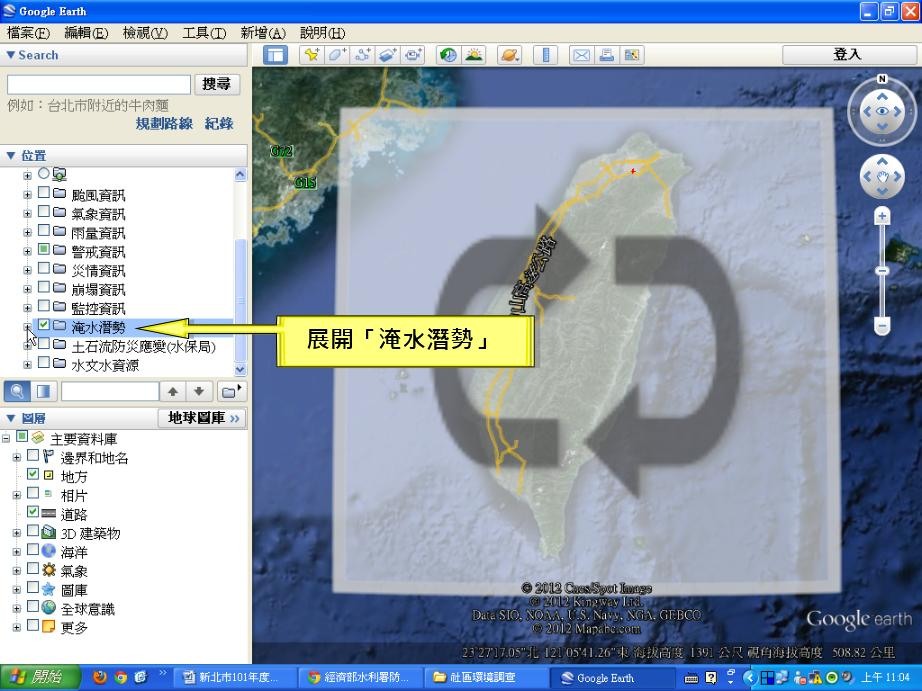 Google Earth
檔案(F) 編輯(E) 檢視(V) 工具(T) 新增(A) 說明(H)
Search
登入
搜尋
例如：台北市附近的牛肉麵
規劃路線 紀錄
位置
颱風資訊
氣象資訊
雨量資訊
警戒資訊
災情資訊
崩塌資訊
監控資訊
淹水潛勢
土石流防災應變(水保局)
水文水資源
圖層
地球圖庫 >>
主要資料庫
邊界和地名
地方
相片
道路
3D 建築物
海洋
氣象
圖庫
全球意識
更多
N
G72
G15
山高速公路
展開「淹水潛勢」
© 2012 Cnes/Spot Image
© 2012 Kingway Ltd.
Data SIO, NOAA, U.S. Navy, NGA, GEBCO
© 2012 Mapabc.com
Google earth
23°27'17.05"北 121°05'41.26"東 海拔高度 1391 公尺 視角海拔高度 508.82 公里
開始
新北市101年度...
經濟部水利署防...
社區環境調查
Google Earth
上午 11:04